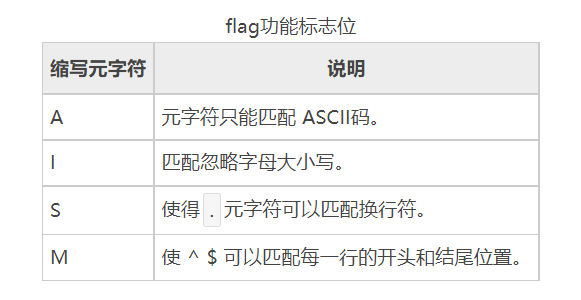 flag功能标志位
缩写元字符 说明
A 元字符只能匹配 ASCII码。
I 匹配忽略字母大小写。
S 使得 . 元字符可以匹配换行符。
M 使 ^ $ 可以匹配每一行的开头和结尾位置。